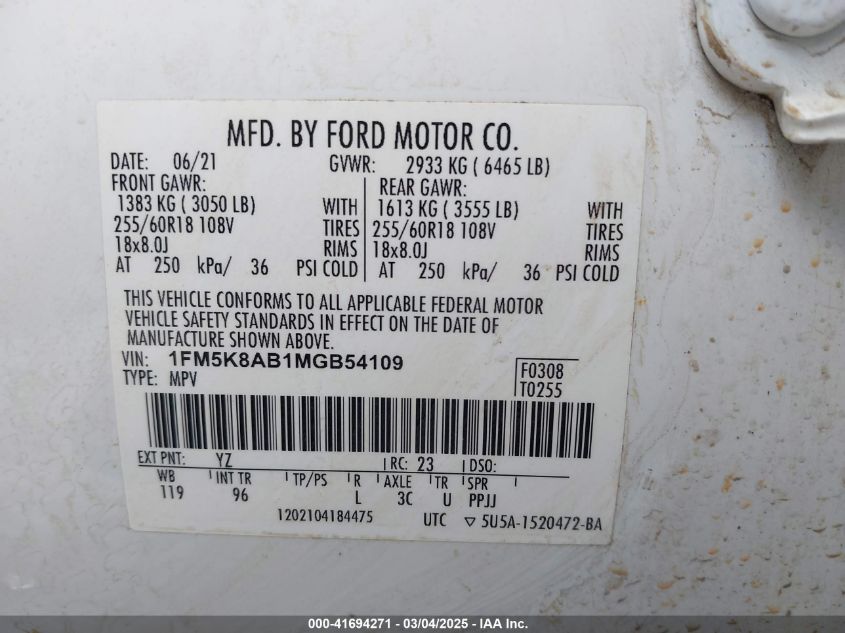 MFD. BY FORD MOTOR CO.
DATE: 06/21 GVWR: 2933 KG ( 6465 LB)
FRONT GAWR: REAR GAWR:
1383 KG ( 3050 LB) WITH 1613 KG ( 3555 LB) WITH
255/60R18 108V TIRES 255/60R18 108V TIRES
18x8.0J RIMS 18x8.0J RIMS
AT 250 kPa/ 36 PSI COLD AT 250 kPa/ 36 PSI COLD
THIS VEHICLE CONFORMS TO ALL APPLICABLE FEDERAL MOTOR
VEHICLE SAFETY STANDARDS IN EFFECT ON THE DATE OF
MANUFACTURE SHOWN ABOVE.
VIN: 1FM5K8AB1MGB54109
TYPE: MPV
F0308
T0255
EXT PNT: YZ RC: 23 DSO:
WB INT TR TP/PS R AXLE TR SPR
119 96 L 3C U PPJJ
1202104184475 UTC ▽ 5U5A-1520472-BA
000-41694271 - 03/04/2025 - IAA Inc.